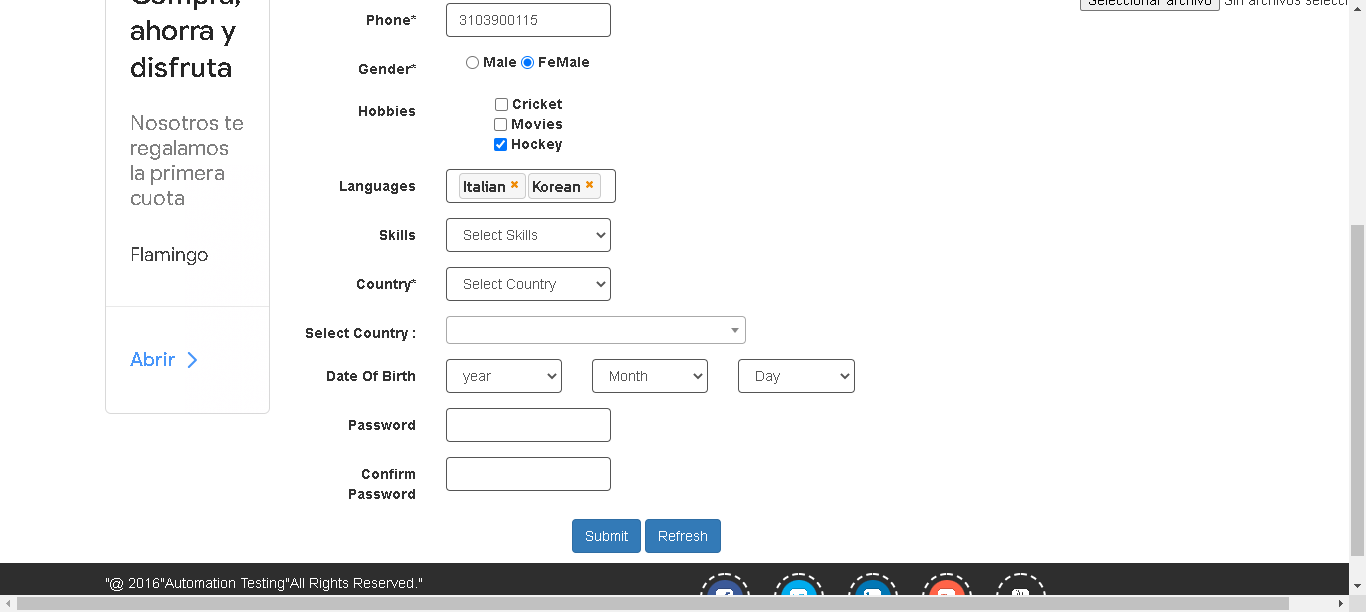 Compra,
ahorra y
disfruta
Nosotros te
regalamos
la primera
cuota
Flamingo
Abrir
Phone*
3103900115
Gender*
Male FeMale
Hobbies
Cricket
Movies
Hockey
Languages
Italian × Korean ×
Skills
Select Skills
Country*
Select Country
Select Country :
Date Of Birth
year Month Day
Password
Confirm
Password
Submit Refresh
Seleccionar archivo Sin archivos selecci
"@ 2016"Automation Testing"All Rights Reserved."